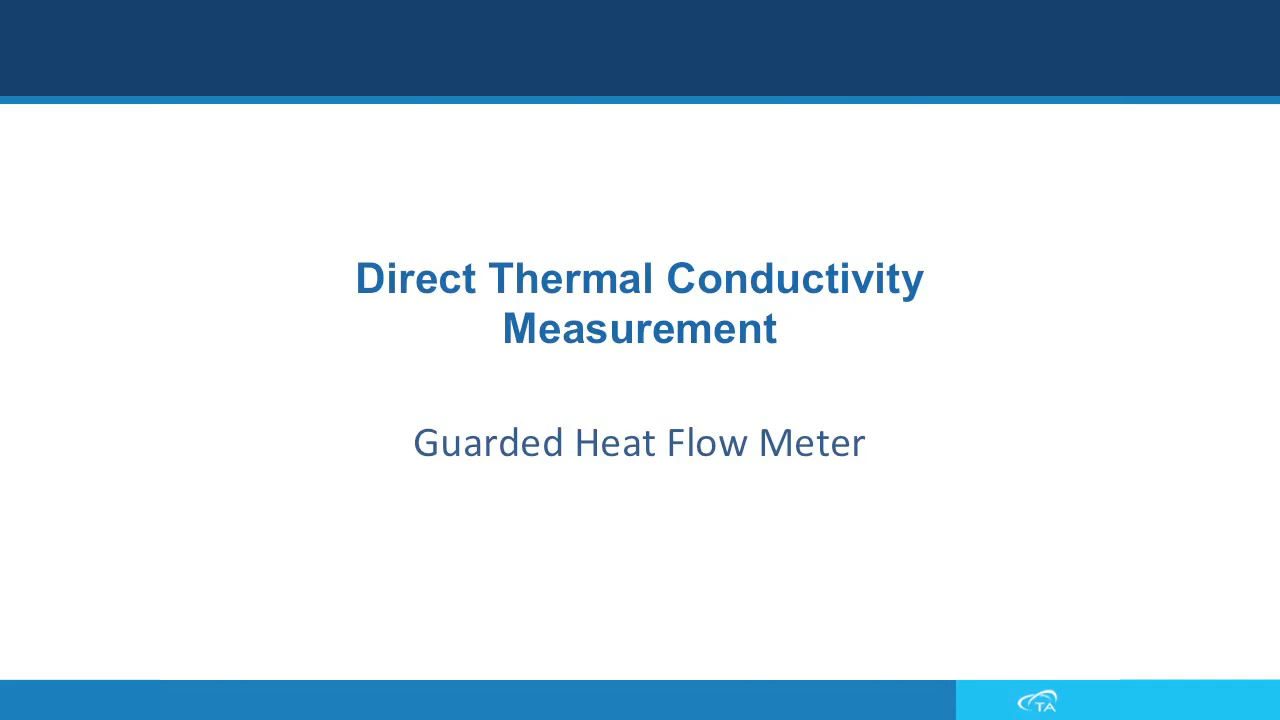 Direct Thermal Conductivity
Measurement
Guarded Heat Flow Meter
TA